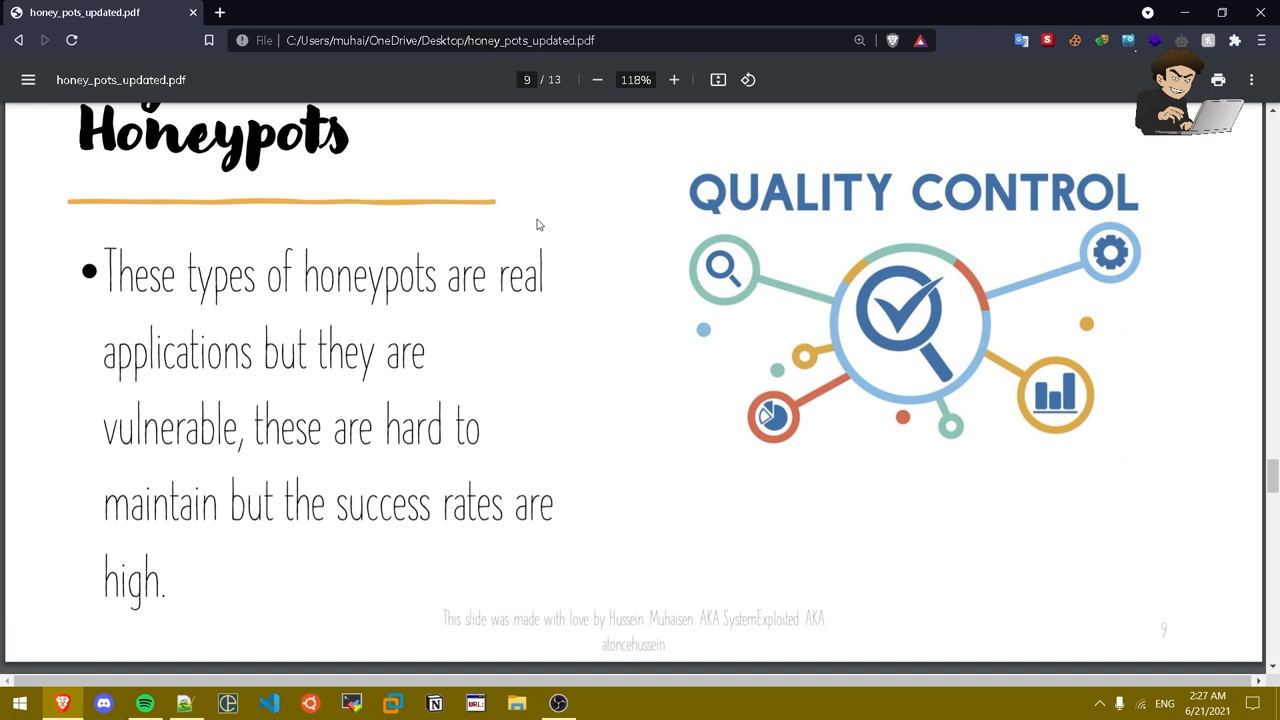 honey_pots_updated.pdf
File
C:/Users/muhai/OneDrive/Desktop/honey_pots_updated.pdf
honey_pots_updated.pdf
9 / 13
118%
Honeypots
QUALITY CONTROL
•These types of honeypots are real
applications but they are
vulnerable, these are hard to
maintain but the success rates are
high.
This slide was made with love by Hussein Muhaisen AKA SystemExploited AKA
atoncehussein
9
URL:
ENG
2:27 AM
6/21/2021